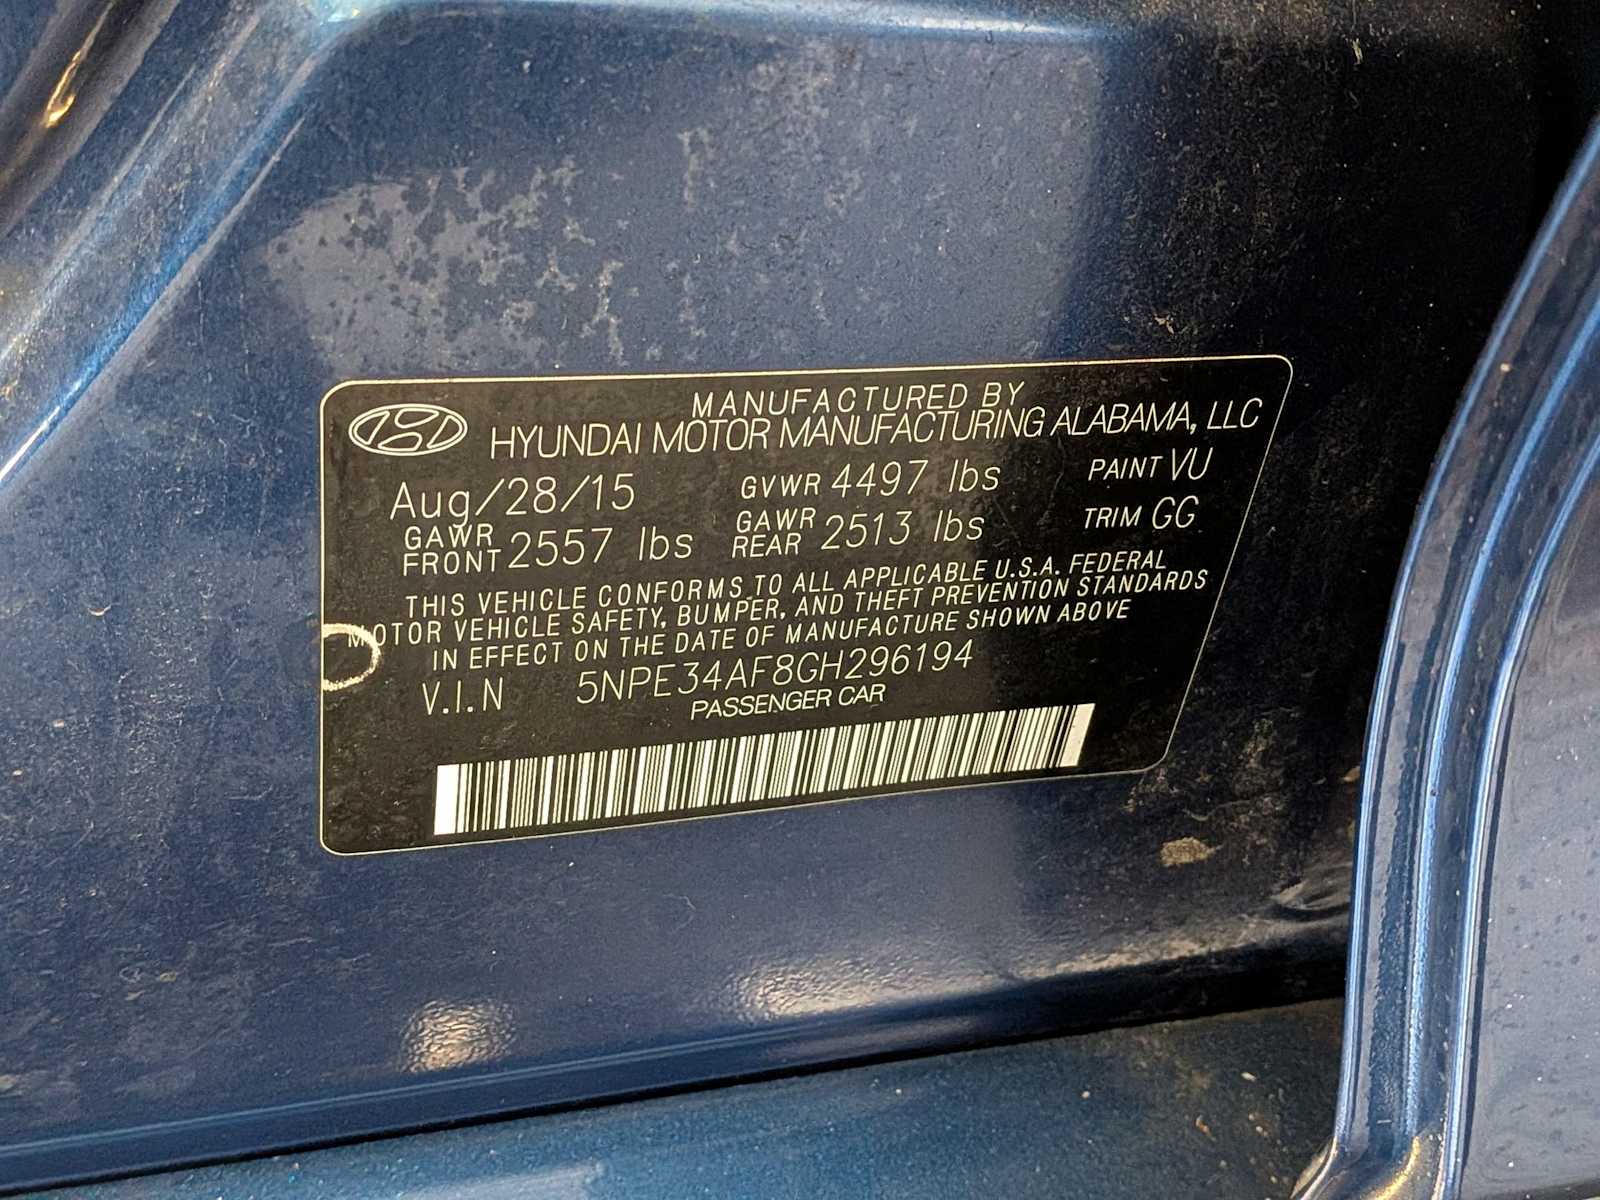 MANUFACTURED BY
HYUNDAI MOTOR MANUFACTURING ALABAMA, LLC
Aug/28/15 GVWR 4497 lbs PAINT VU
GAWR FRONT 2557 lbs GAWR REAR 2513 lbs TRIM GG
THIS VEHICLE CONFORMS TO ALL APPLICABLE U.S.A. FEDERAL
MOTOR VEHICLE SAFETY, BUMPER, AND THEFT PREVENTION STANDARDS
IN EFFECT ON THE DATE OF MANUFACTURE SHOWN ABOVE
V.I.N 5NPE34AF8GH296194
PASSENGER CAR